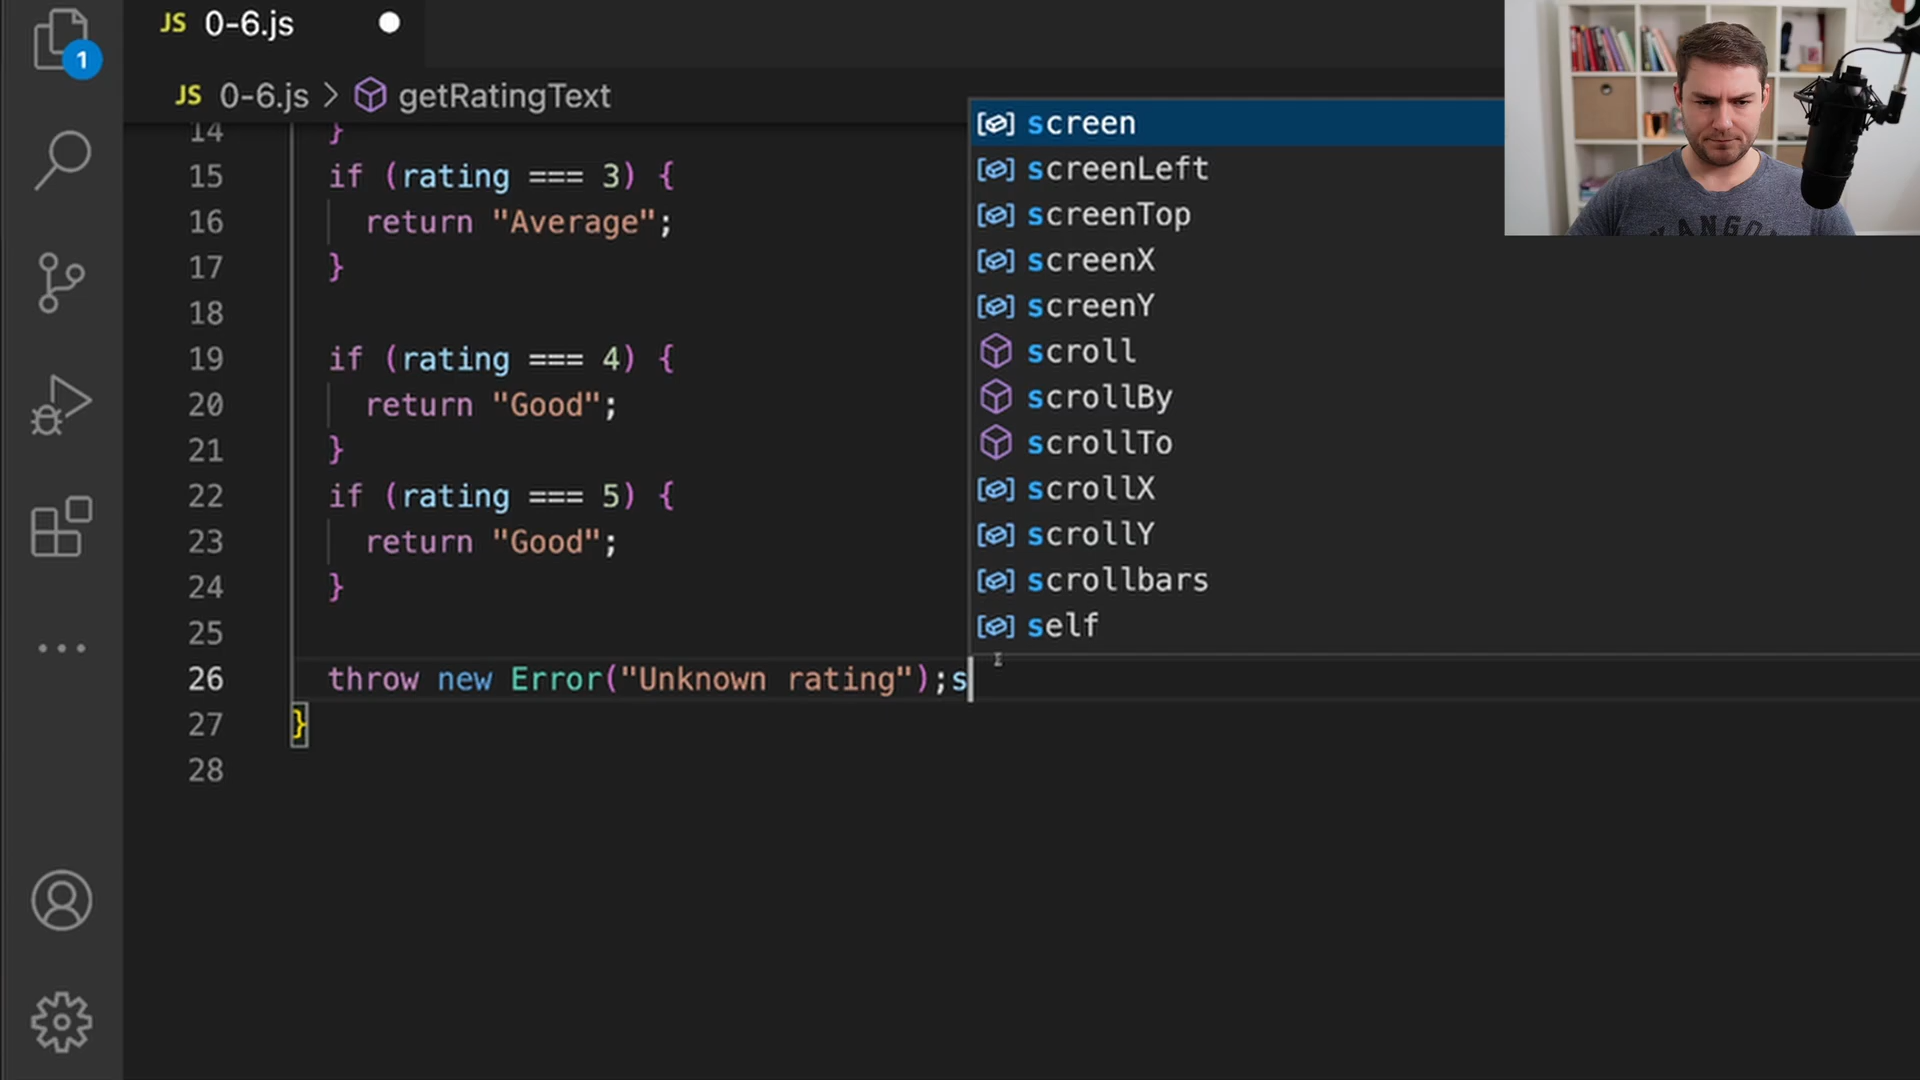 JS 0-6.js
1
JS 0-6.js > getRatingText
14 }
15 if (rating === 3) {
16 return "Average";
17 }
18
19 if (rating === 4) {
20 return "Good";
21 }
22 if (rating === 5) {
23 return "Good";
24 }
25
26 throw new Error("Unknown rating");s
27 }
28
screen
screenLeft
screenTop
screenX
screenY
scroll
scrollBy
scrollTo
scrollX
scrollY
scrollbars
self